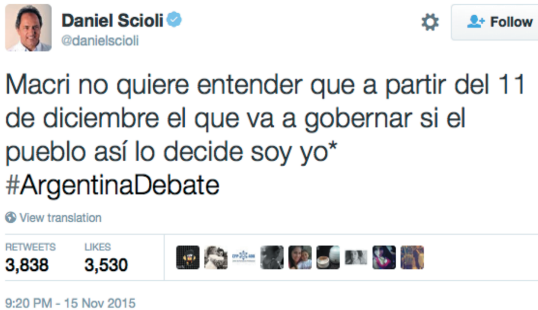 Daniel Scioli
@danielscioli
Follow
Macri no quiere entender que a partir del 11
de diciembre el que va a gobernar si el
pueblo así lo decide soy yo*
#ArgentinaDebate
View translation
RETWEETS LIKES
3,838 3,530
9:20 PM - 15 Nov 2015